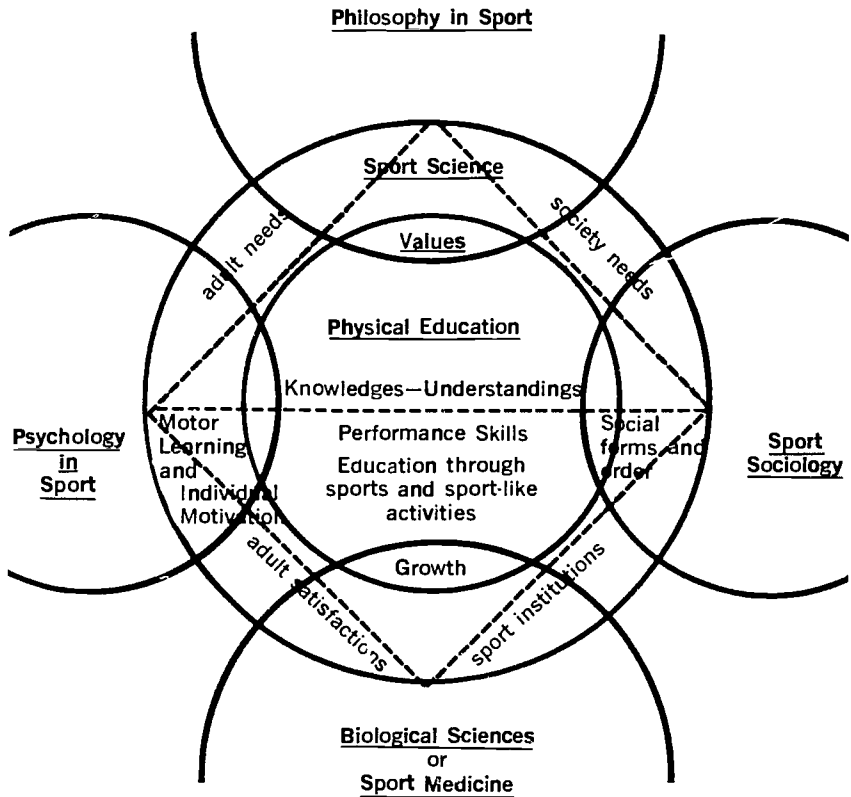 Philosophy in Sport
Sport Science
adult needs
society needs
Values
Physical Education
Knowledges—Understandings
Psychology
in
Sport
Motor
Learning
and
Individual
Motivation
Performance Skills
Education through
sports and sport-like
activities
Social
forms and
order
Sport
Sociology
adult satisfactions
Growth
sport institutions
Biological Sciences
or
Sport Medicine